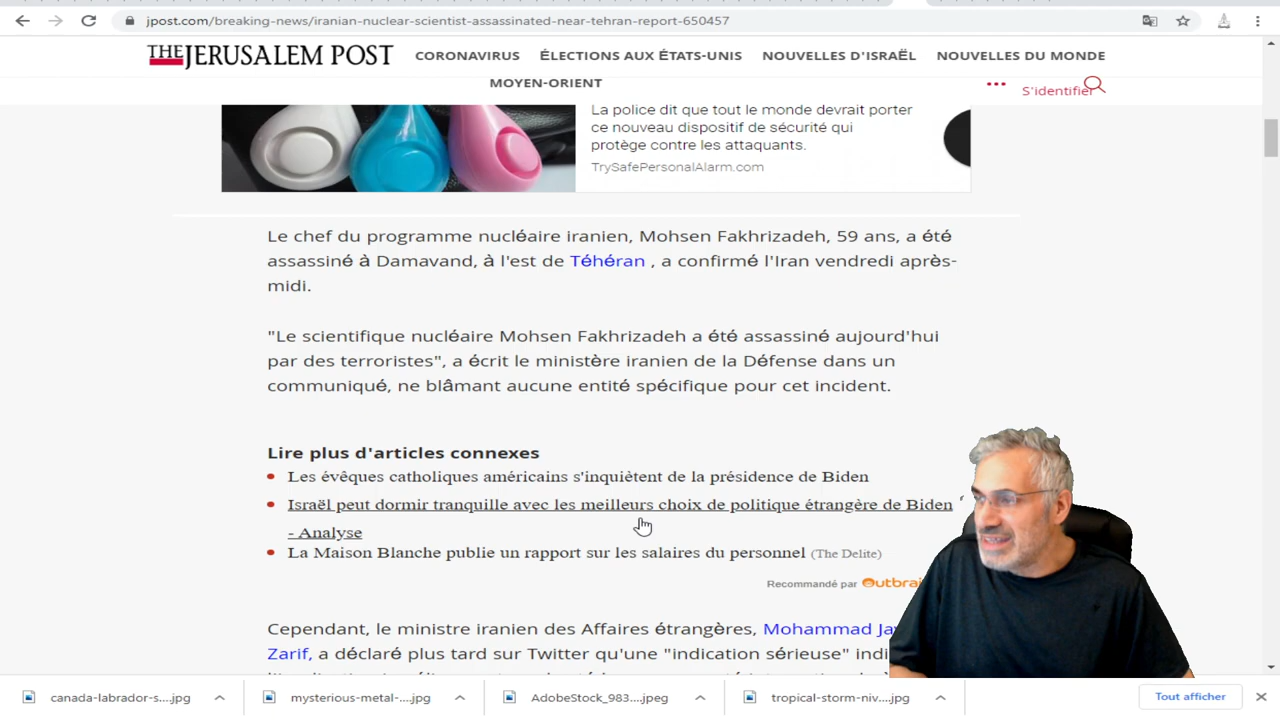 jpost.com/breaking-news/iranian-nuclear-scientist-assassinated-near-tehran-report-650457
THE JERUSALEM POST
CORONAVIRUS ÉLECTIONS AUX ÉTATS-UNIS NOUVELLES D'ISRAËL NOUVELLES DU MONDE
MOYEN-ORIENT
S'identifier
La police dit que tout le monde devrait porter
ce nouveau dispositif de sécurité qui
protège contre les attaquants.
TrySafePersonalAlarm.com
Le chef du programme nucléaire iranien, Mohsen Fakhrizadeh, 59 ans, a été
assassiné à Damavand, à l'est de Téhéran , a confirmé l'Iran vendredi après-
midi.
"Le scientifique nucléaire Mohsen Fakhrizadeh a été assassiné aujourd'hui
par des terroristes", a écrit le ministère iranien de la Défense dans un
communiqué, ne blâmant aucune entité spécifique pour cet incident.
Lire plus d'articles connexes
Les évêques catholiques américains s'inquiètent de la présidence de Biden
Israël peut dormir tranquille avec les meilleurs choix de politique étrangère de Biden
- Analyse
La Maison Blanche publie un rapport sur les salaires du personnel (The Delite)
Recommandé par Outbrai
Cependant, le ministre iranien des Affaires étrangères, Mohammad Ja
Zarif, a déclaré plus tard sur Twitter qu'une "indication sérieuse" indi
canada-labrador-s....jpg mysterious-metal-....jpg AdobeStock_983....jpeg tropical-storm-niv....jpg Tout afficher